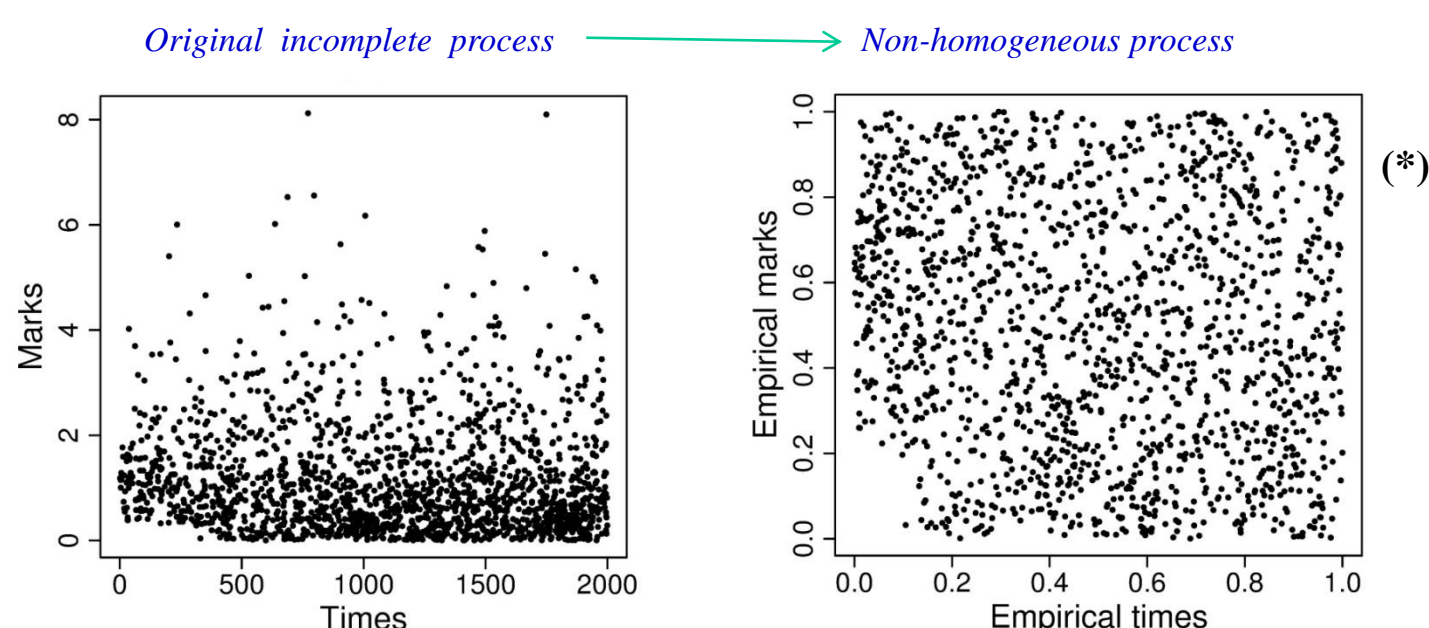 Original incomplete process
Non-homogeneous process
8
6
4
2
0
Marks
0 500 1000 1500 2000
Times
1.0
0.8
0.6
0.4
0.2
0.0
Empirical marks
0.0 0.2 0.4 0.6 0.8 1.0
Empirical times
(*)